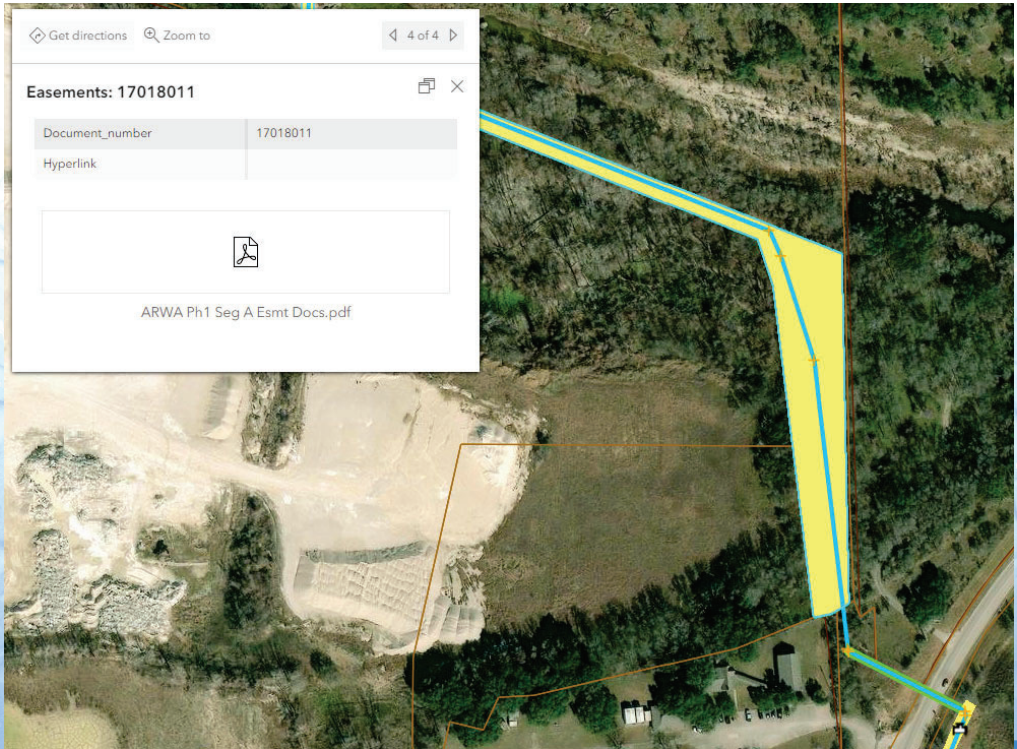 Get directions
Zoom to
4 of 4
Easements: 17018011
Document_number 17018011
Hyperlink
ARWA Ph1 Seg A Esmt Docs.pdf